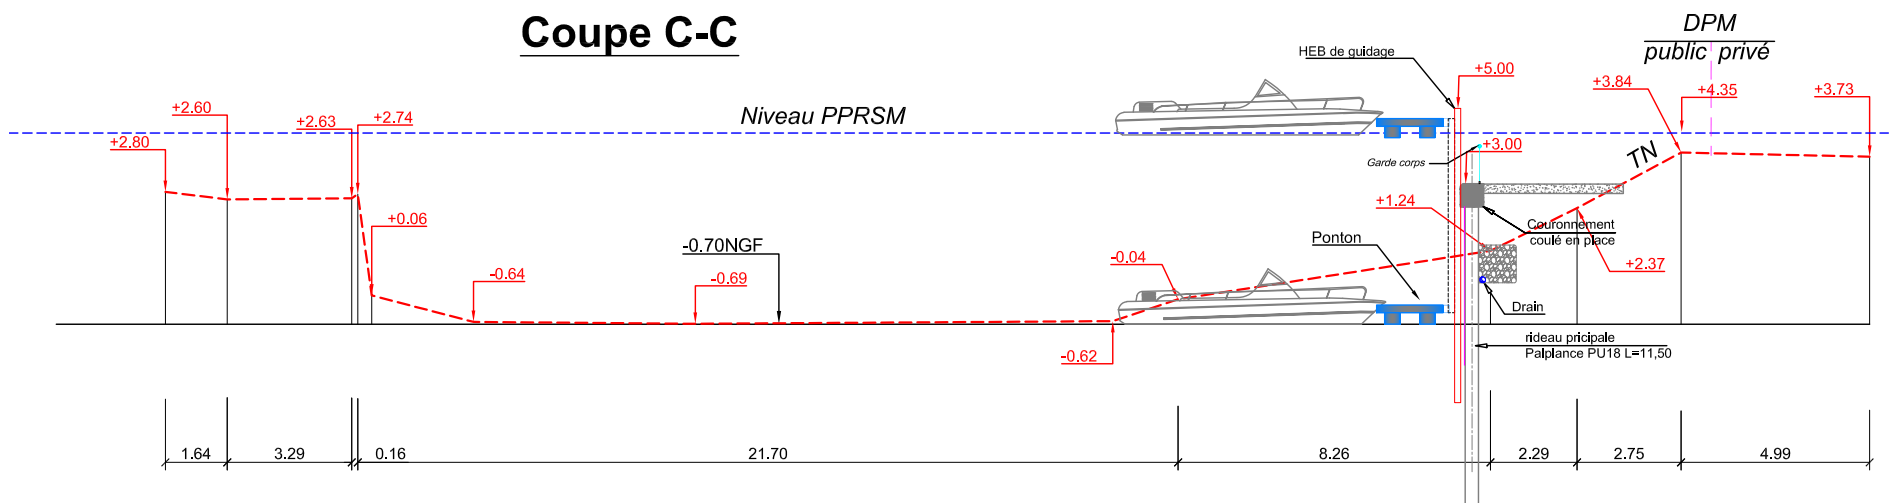 Coupe C-C
DPM
public privé
HEB de guidage
+5.00
+3.84
+4.35
+3.73
+2.60
+2.63
+2.74
Niveau PPRSM
+2.80
Garde corps
+3.00
TN
+1.24
+0.06
-0.70NGF
Ponton
Couronnement
coulé en place
-0.04
+2.37
-0.64
-0.69
Drain
-0.62
rideau pricipale
Palplance PU18 L=11,50
1.64
3.29
0.16
21.70
8.26
2.29
2.75
4.99